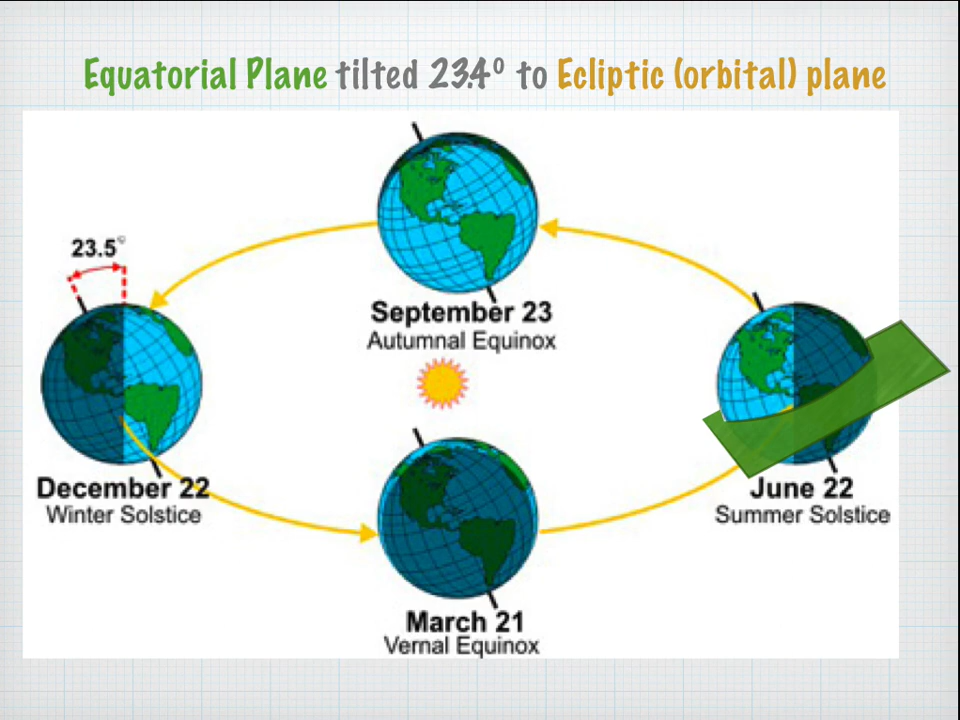 Equatorial Plane tilted 23.4⁰ to Ecliptic (orbital) plane
23.5°
September 23
Autumnal Equinox
December 22
Winter Solstice
June 22
Summer Solstice
March 21
Vernal Equinox